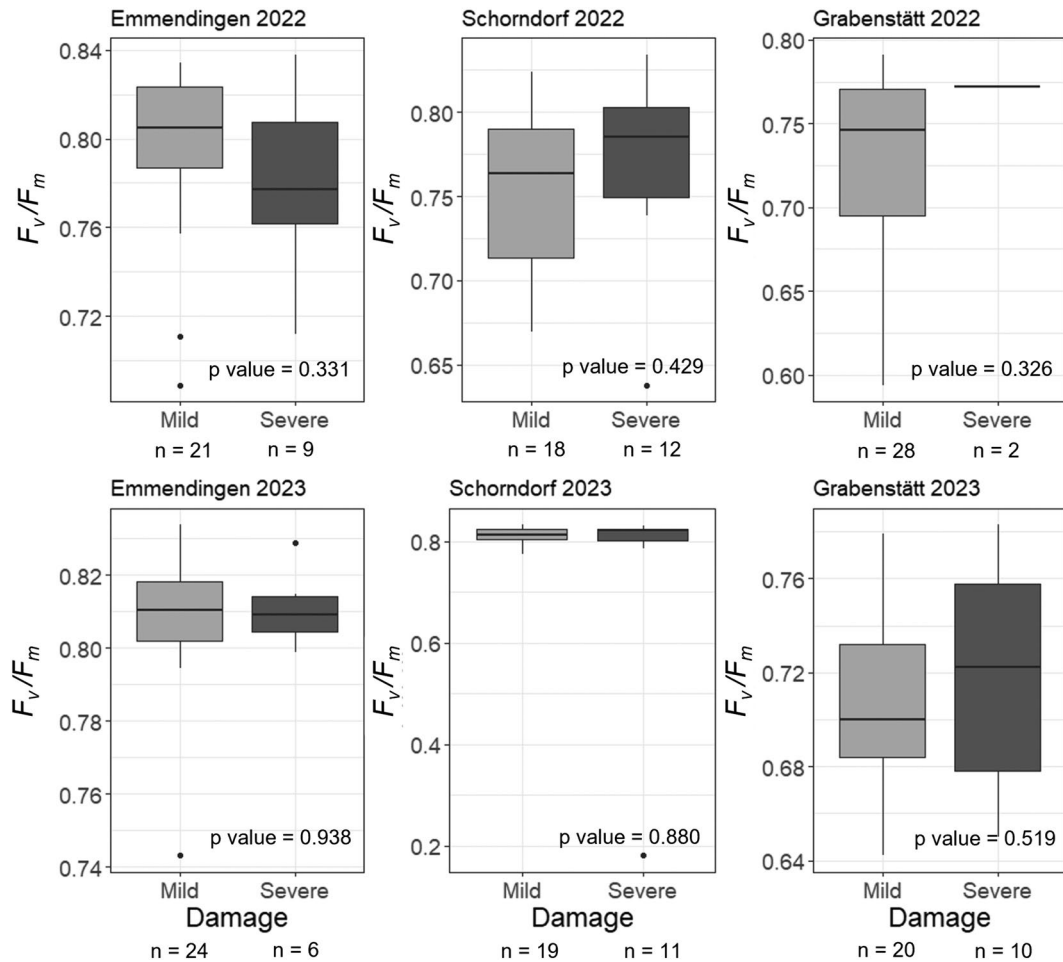 Emmendingen 2022
Schorndorf 2022
Grabenstätt 2022
0.84
0.80
0.76
0.72
Fv/Fm
p value = 0.331
Mild Severe
n = 21 n = 9
0.80
0.75
0.70
0.65
Fv/Fm
p value = 0.429
Mild Severe
n = 18 n = 12
0.80
0.75
0.70
0.65
0.60
Fv/Fm
p value = 0.326
Mild Severe
n = 28 n = 2
Emmendingen 2023
Schorndorf 2023
Grabenstätt 2023
0.82
0.80
0.78
0.76
0.74
Fv/Fm
p value = 0.938
Mild Severe
Damage
n = 24 n = 6
0.8
0.4
0.2
Fv/Fm
p value = 0.880
Mild Severe
Damage
n = 19 n = 11
0.76
0.72
0.68
0.64
Fv/Fm
p value = 0.519
Mild Severe
Damage
n = 20 n = 10